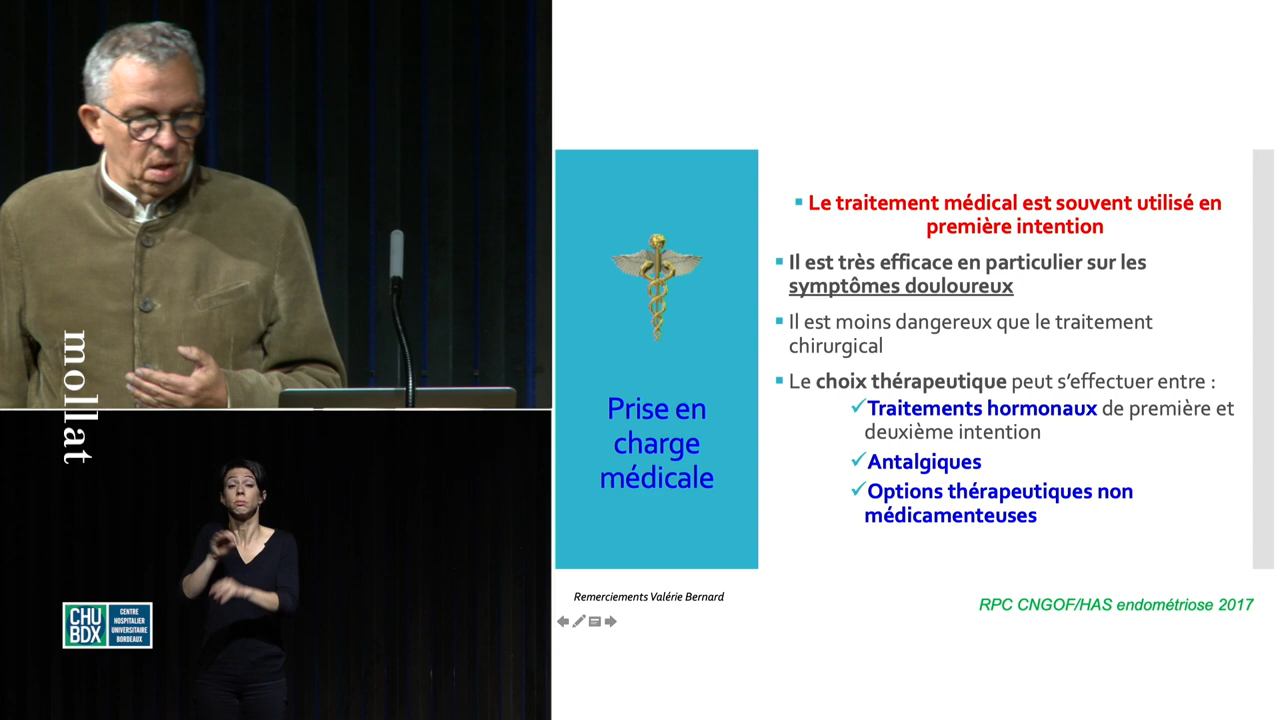 mollat
CHU
BDX
CENTRE
HOSPITALIER
UNIVERSITAIRE
BORDEAUX
Prise en
charge
médicale
▪ Le traitement médical est souvent utilisé en
première intention
▪ Il est très efficace en particulier sur les
symptômes douloureux
▪ Il est moins dangereux que le traitement
chirurgical
▪ Le choix thérapeutique peut s'effectuer entre :
✓Traitements hormonaux de première et
deuxième intention
✓Antalgiques
✓Options thérapeutiques non
médicamenteuses
Remerciements Valérie Bernard
RPC CNGOF/HAS endométriose 2017